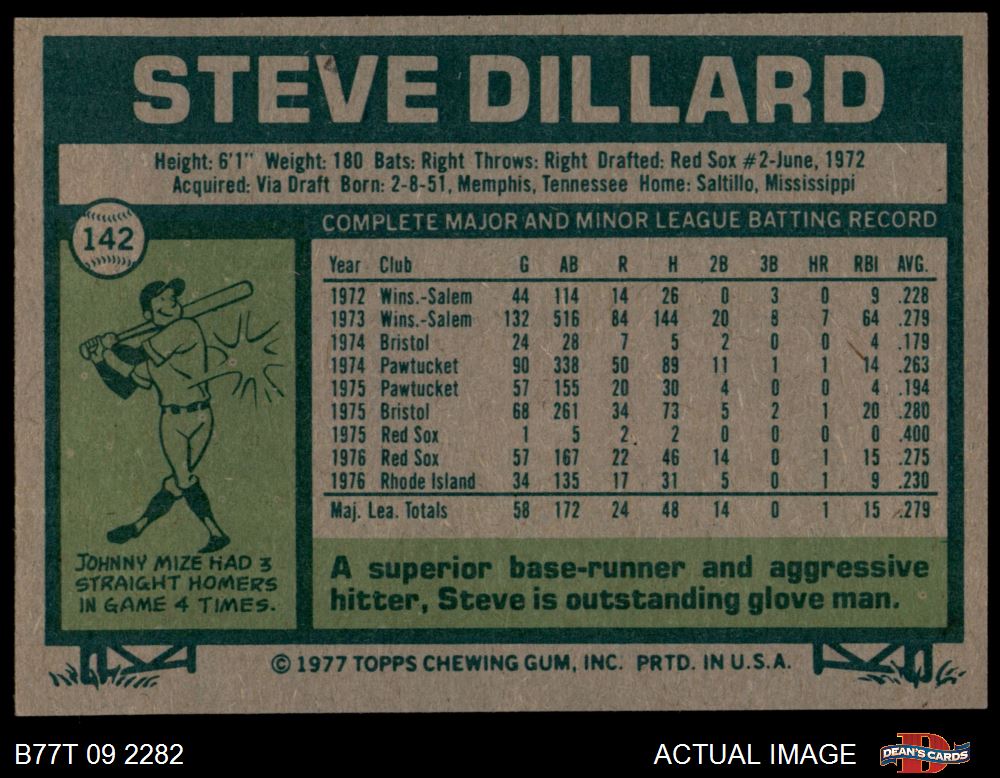 STEVE DILLARD
Height: 6'1" Weight: 180 Bats: Right Throws: Right Drafted: Red Sox #2-June, 1972
Acquired: Via Draft Born: 2-8-51, Memphis, Tennessee Home: Saltillo, Mississippi
142
COMPLETE MAJOR AND MINOR LEAGUE BATTING RECORD
Year Club G AB R H 2B 3B HR RBI AVG.
1972 Wins.-Salem 44 114 14 26 0 3 0 9 .228
1973 Wins.-Salem 132 516 84 144 20 8 7 64 .279
1974 Bristol 24 28 7 5 2 0 0 4 .179
1974 Pawtucket 90 338 50 89 11 1 1 14 .263
1975 Pawtucket 57 155 20 30 4 0 0 4 .194
1975 Bristol 68 261 34 73 5 2 1 20 .280
1975 Red Sox 1 5 2 2 0 0 0 0 .400
1976 Red Sox 57 167 22 46 14 0 1 15 .275
1976 Rhode Island 34 135 17 31 5 0 1 9 .230
Maj. Lea. Totals 58 172 24 48 14 0 1 15 .279
JOHNNY MIZE HAD 3
STRAIGHT HOMERS
IN GAME 4 TIMES.
A superior base-runner and aggressive
hitter, Steve is outstanding glove man.
© 1977 TOPPS CHEWING GUM, INC. PRTD. IN U.S.A.
B77T 09 2282
ACTUAL IMAGE
DEAN'S CARDS